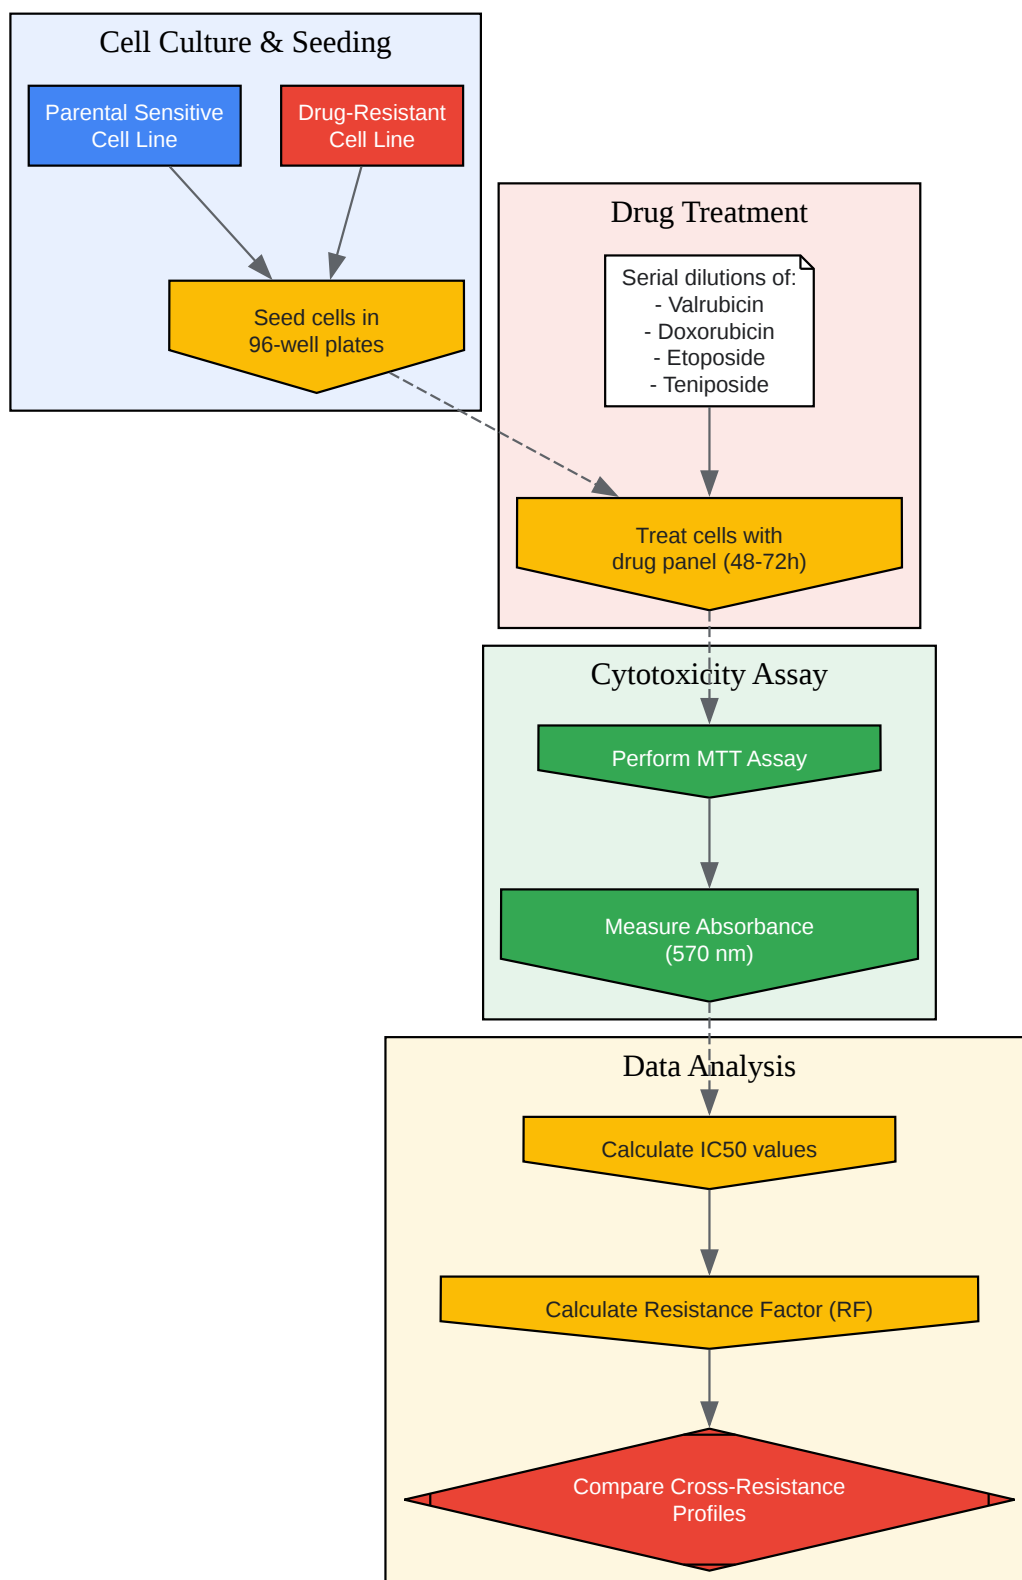 Cell Culture & Seeding
Parental Sensitive
Cell Line
Drug-Resistant
Cell Line
Seed cells in
96-well plates
Drug Treatment
Serial dilutions of:
- Valrubicin
- Doxorubicin
- Etoposide
- Teniposide
Treat cells with
drug panel (48-72h)
Cytotoxicity Assay
Perform MTT Assay
Measure Absorbance
(570 nm)
Data Analysis
Calculate IC50 values
Calculate Resistance Factor (RF)
Compare Cross-Resistance
Profiles